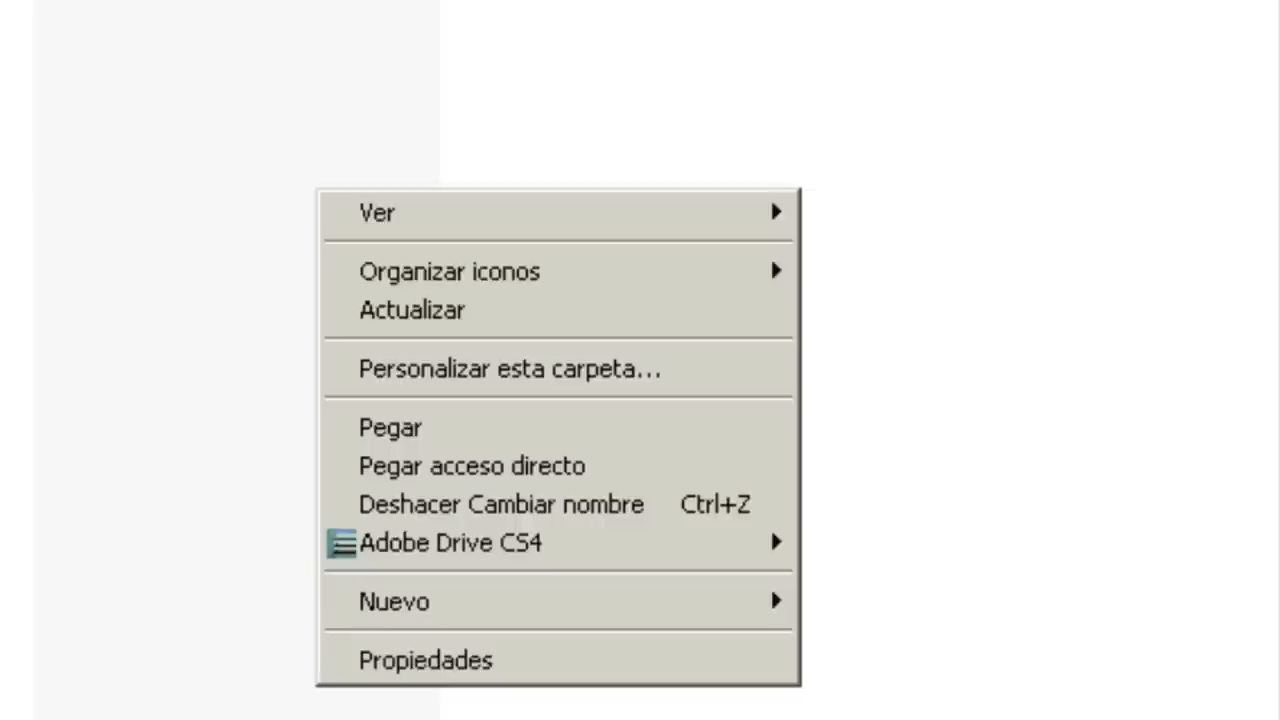 Ver
Organizar iconos
Actualizar
Personalizar esta carpeta...
Pegar
Pegar acceso directo
Deshacer Cambiar nombre Ctrl+Z
Adobe Drive CS4
Nuevo
Propiedades